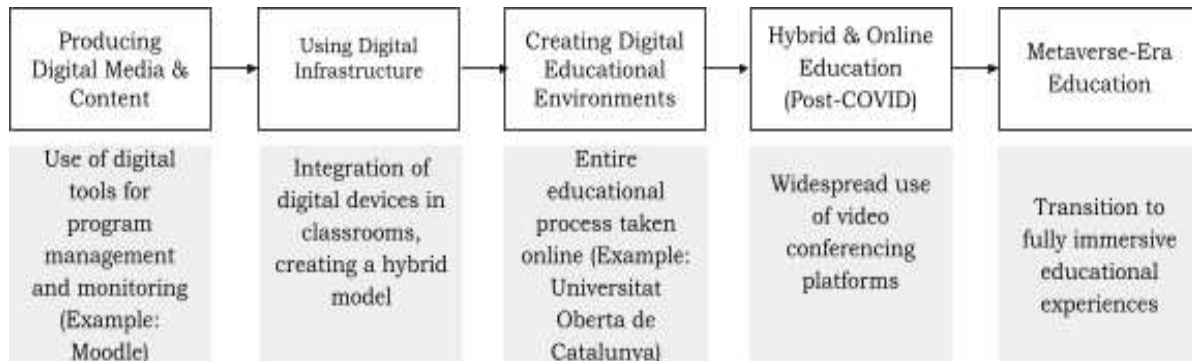 Producing
Digital Media &
Content
Using Digital
Infrastructure
Creating Digital
Educational
Environments
Hybrid & Online
Education
(Post-COVID)
Metaverse-Era
Education
Use of digital
tools for
program
management
and monitoring
(Example:
Moodle)
Integration of
digital devices in
classrooms,
creating a hybrid
model
Entire
educational
process taken
online (Example:
Universitat
Oberta de
Catalunya)
Widespread use
of video
conferencing
platforms
Transition to
fully immersive
educational
experiences